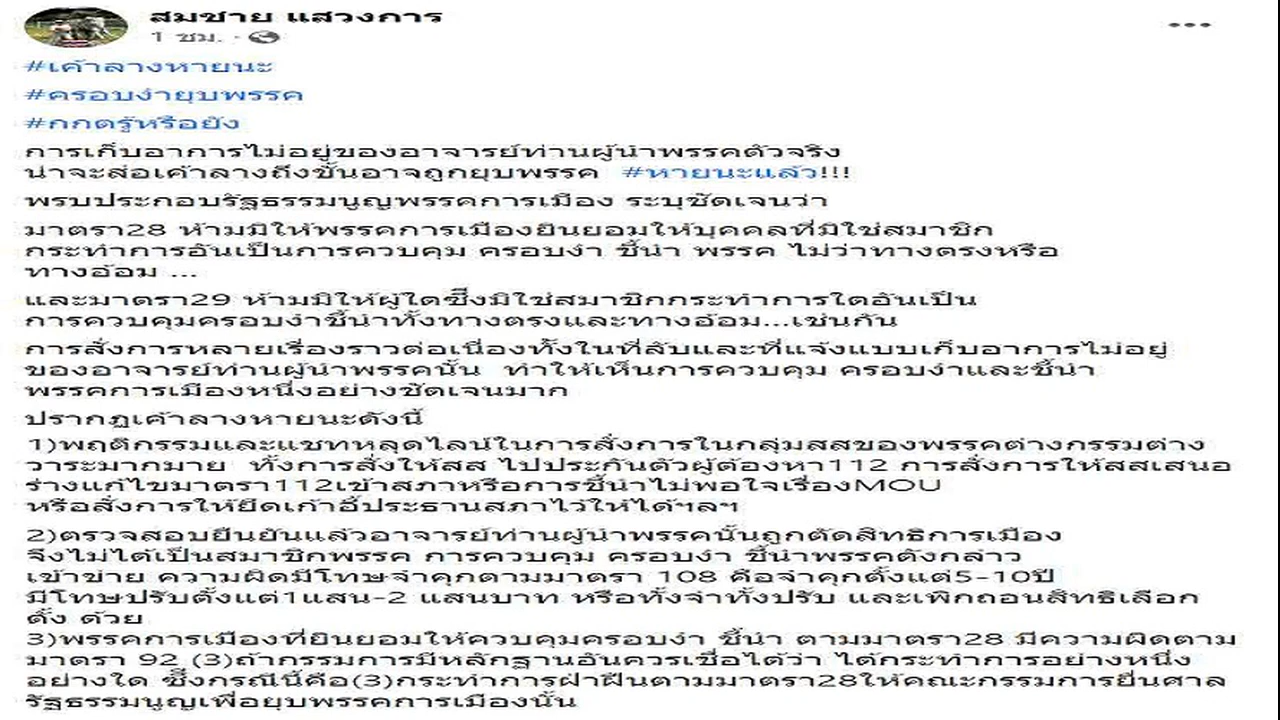 สมชาย แสวงการ
1 ชม. ·
#เค้าลางหายนะ
#ครอบงำยุบพรรค
#กกตรู้หรือยัง
การเก็บอาการไม่อยู่ของอาจารย์ท่านผู้นำพรรคตัวจริง
น่าจะส่อเค้าลางถึงขั้นอาจถูกยุบพรรค #หายนะแล้ว!!!
พรบประกอบรัฐธรรมนูญพรรคการเมือง ระบุชัดเจนว่า
มาตรา28 ห้ามมิให้พรรคการเมืองยินยอมให้บุคคลที่มิใช่สมาชิก
กระทำการอันเป็นการควบคุม ครอบงำ ชี้นำ พรรค ไม่ว่าทางตรงหรือ
ทางอ้อม ...
และมาตรา29 ห้ามมิให้ผู้ใดซึ่งมิใช่สมาชิกกระทำการใดอันเป็น
การควบคุมครอบงำชี้นำทั้งทางตรงและทางอ้อม...เช่นกัน
การสั่งการหลายเรื่องราวต่อเนื่องทั้งในที่ลับและที่แจ้งแบบเก็บอาการไม่อยู่
ของอาจารย์ท่านผู้นำพรรคนั้น ทำให้เห็นการควบคุม ครอบงำและชี้นำ
พรรคการเมืองหนึ่งอย่างชัดเจนมาก
ปรากฏเค้าลางหายนะดังนี้
1)พฤติกรรมและแชทหลุดไลน์ในการสั่งการในกลุ่มสสของพรรคต่างกรรมต่าง
วาระมากมาย ทั้งการสั่งให้สส ไปประกันตัวผู้ต้องหา112 การสั่งการให้สสเสนอ
ร่างแก้ไขมาตรา112เข้าสภาหรือการชี้นำไม่พอใจเรื่องMOU
หรือสั่งการให้ยึดเก้าอี้ประธานสภาไว้ให้ได้ฯลฯ
2)ตรวจสอบยืนยันแล้วอาจารย์ท่านผู้นำพรรคนั้นถูกตัดสิทธิการเมือง
จึงไม่ได้เป็นสมาชิกพรรค การควบคุม ครอบงำ ชี้นำพรรคดังกล่าว
เข้าข่าย ความผิดมีโทษจำคุกตามมาตรา 108 คือจำคุกตั้งแต่5-10ปี
มีโทษปรับตั้งแต่1แสน-2 แสนบาท หรือทั้งจำทั้งปรับ และเพิกถอนสิทธิเลือก
ตั้ง ด้วย
3)พรรคการเมืองที่ยินยอมให้ควบคุมครอบงำ ชี้นำ ตามมาตรา28 มีความผิดตาม
มาตรา 92 (3)ถ้ากรรมการมีหลักฐานอันควรเชื่อได้ว่า ได้กระทำการอย่างหนึ่ง
อย่างใด ซึ่งกรณีนี้คือ(3)กระทำการฝ่าฝืนตามมาตรา28ให้คณะกรรมการยื่นศาล
รัฐธรรมนูญเพื่อยุบพรรคการเมืองนั้น